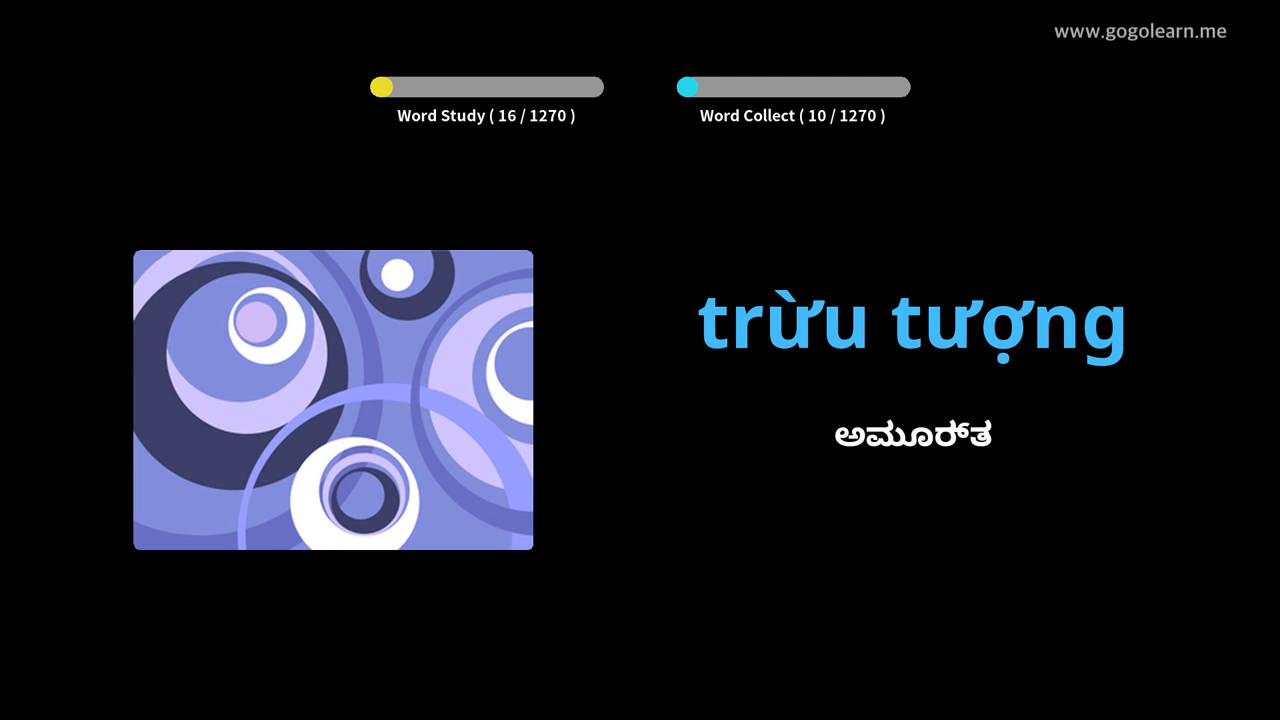 www.gogolearn.me
Word Study ( 16 / 1270 )
Word Collect ( 10 / 1270 )
trừu tượng
ಅಮೂರ‍್ತ